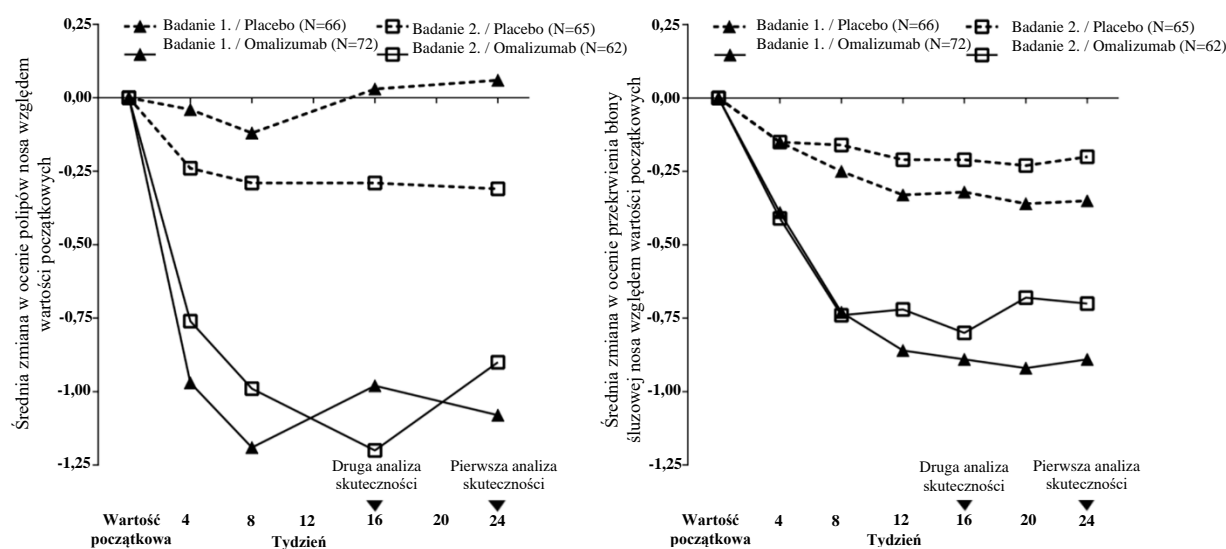 0,25
Badanie 1. / Placebo (N=66)
Badanie 2. / Placebo (N=65)
Badanie 1. / Omalizumab (N=72)
Badanie 2. / Omalizumab (N=62)
0,00
-0,25
-0,50
-0,75
-1,00
-1,25
Średnia zmiana w ocenie polipów nosa względem
wartości początkowych
Druga analiza
skuteczności
Pierwsza analiza
skuteczności
Wartość
początkowa
4
8
12
16
20
24
Tydzień
0,25
Badanie 1. / Placebo (N=66)
Badanie 2. / Placebo (N=65)
Badanie 1. / Omalizumab (N=72)
Badanie 2. / Omalizumab (N=62)
0,00
-0,25
-0,50
-0,75
-1,00
-1,25
Średnia zmiana w ocenie przekrwienia błony
śluzowej nosa względem wartości początkowych
Druga analiza
skuteczności
Pierwsza analiza
skuteczności
Wartość
początkowa
4
8
12
16
20
24
Tydzień